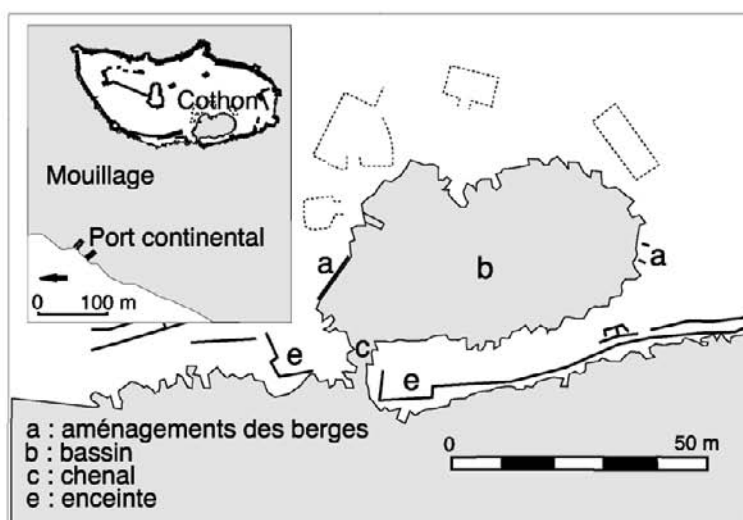 Cothon
Mouillage
Port continental
0 100 m
a
b
a
c
e
e
a : aménagements des berges
b : bassin
c : chenal
e : enceinte
0 50 m